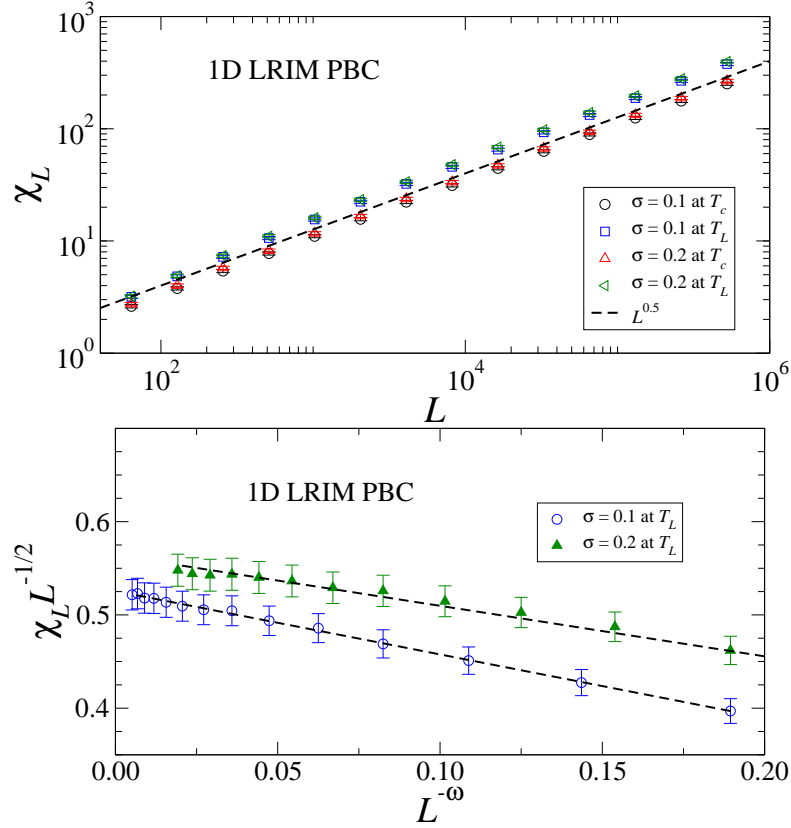 10^3
10^2
10^1
10^0
χ_L
1D LRIM PBC
σ = 0.1 at T_c
σ = 0.1 at T_L
σ = 0.2 at T_c
σ = 0.2 at T_L
L^0.5
10^2 10^4 10^6
L
0.6
0.5
0.4
χ_L L^-1/2
1D LRIM PBC
σ = 0.1 at T_L
σ = 0.2 at T_L
0.00 0.05 0.10 0.15 0.20
L^-ω